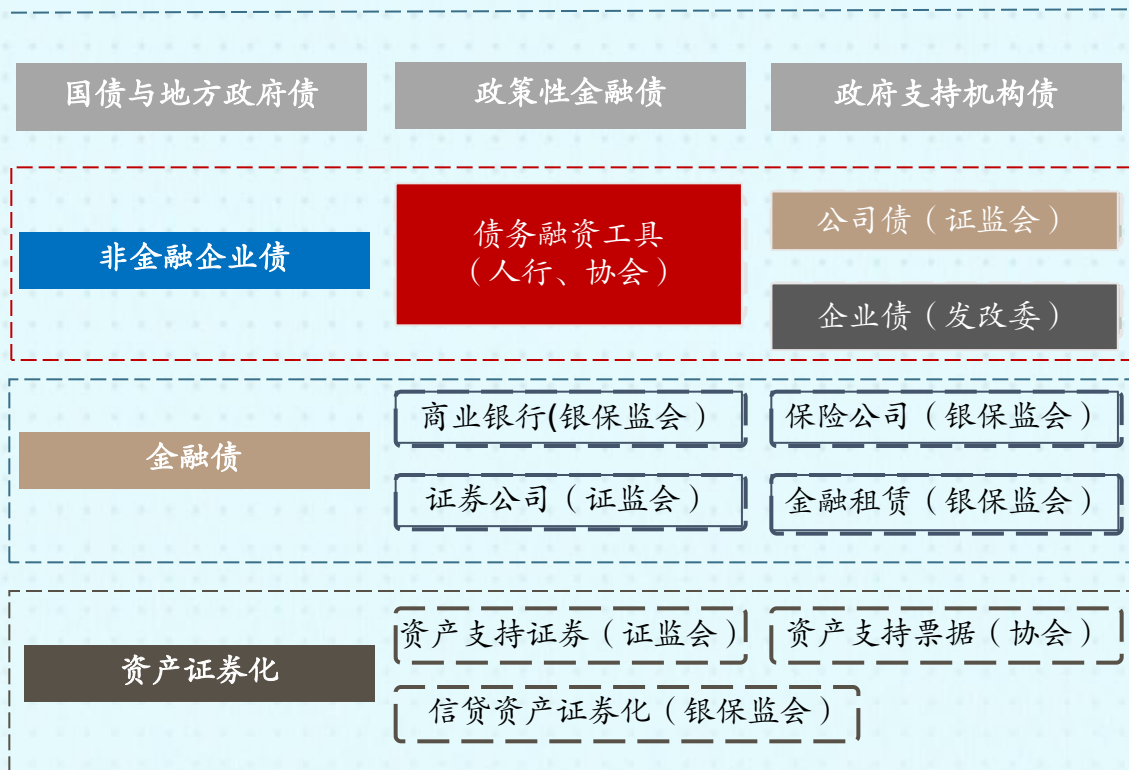 国债与地方政府债
政策性金融债
政府支持机构债
非金融企业债
债务融资工具
（人行、协会）
公司债（证监会）
企业债（发改委）
金融债
商业银行(银保监会）
保险公司（银保监会）
证券公司（证监会）
金融租赁（银保监会）
资产证券化
资产支持证券（证监会）
资产支持票据（协会）
信贷资产证券化（银保监会）